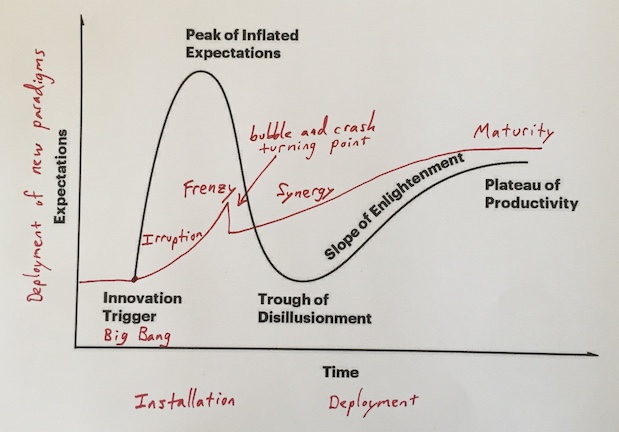 Peak of Inflated
Expectations
Deployment of new paradigms
Expectations
bubble and crash
turning point
Maturity
Frenzy
Synergy
Irruption
Slope of Enlightenment
Plateau of
Productivity
Innovation
Trigger
Big Bang
Trough of
Disillusionment
Time
Installation
Deployment